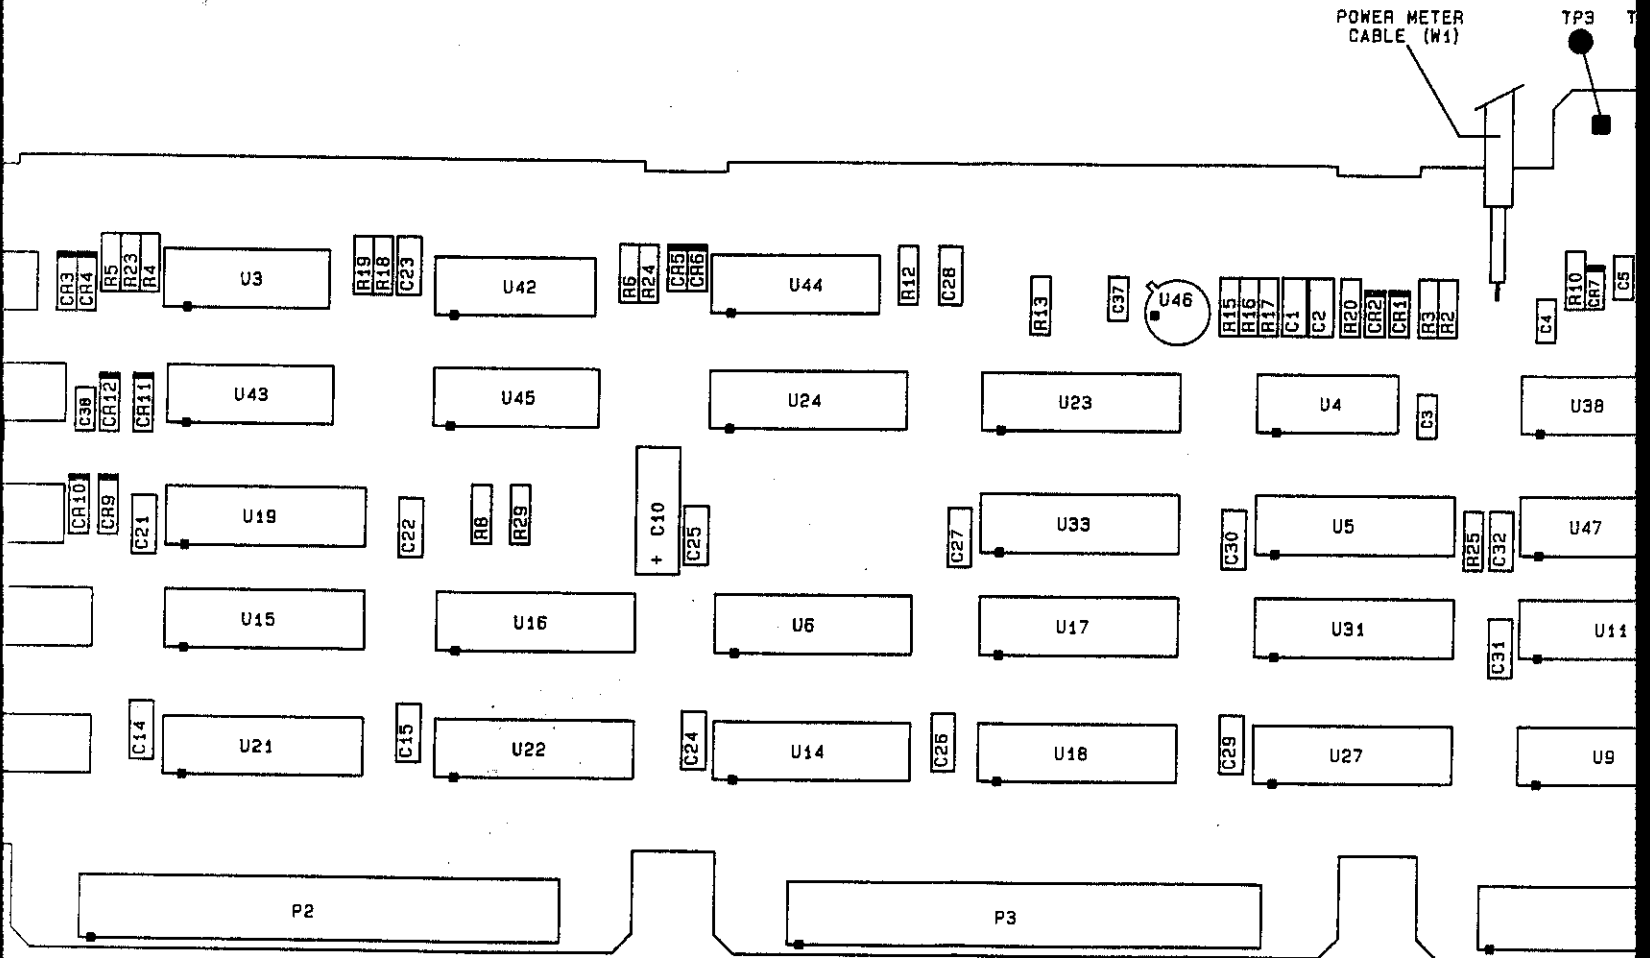 POWER METER
CABLE (W1)
TP3
T
CR3
CR4
R5
R23
R4
U3
R19
R18
C23
U42
R6
R24
CR5
CR6
U44
R12
C28
R13
C37
U46
R15
R16
R17
C1
C2
R20
CR2
CR1
R3
R2
C4
R10
CR7
C5
C38
CR12
CR11
U43
U45
U24
U23
U4
C3
U38
CR10
CR9
C21
U19
C22
R8
R29
+ C10
C25
C27
U33
C30
U5
R25
C32
U47
U15
U16
U6
U17
U31
C31
U11
C14
U21
C15
U22
C24
U14
C26
U18
C29
U27
U9
P2
P3